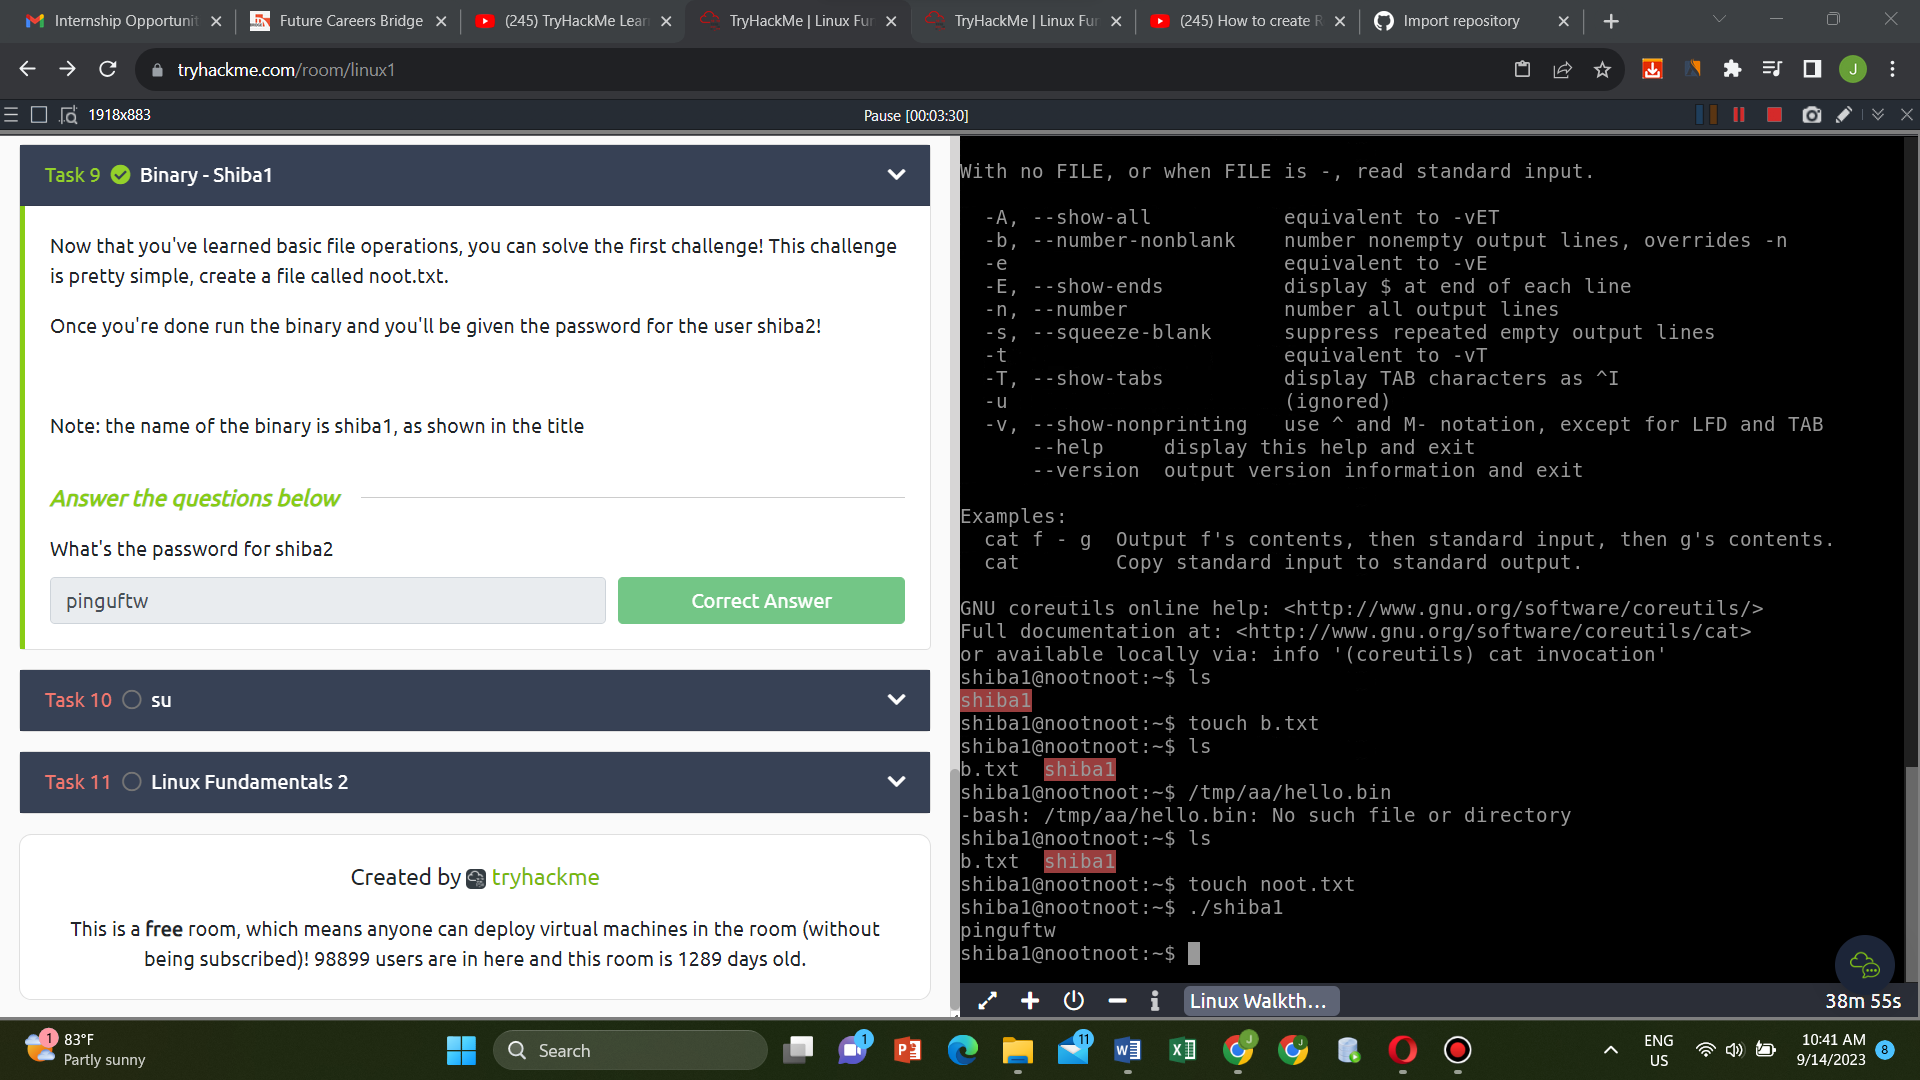 Internship Opportunit
Future Careers Bridge
(245) TryHackMe Lear
TryHackMe | Linux Fur
TryHackMe | Linux Fur
(245) How to create R
Import repository
tryhackme.com/room/linux1
J
1918x883
Pause [00:03:30]
Task 9 Binary - Shiba1
Now that you've learned basic file operations, you can solve the first challenge! This challenge
is pretty simple, create a file called noot.txt.
Once you're done run the binary and you'll be given the password for the user shiba2!
Note: the name of the binary is shiba1, as shown in the title
Answer the questions below
What's the password for shiba2
pinguftw
Correct Answer
Task 10 su
Task 11 Linux Fundamentals 2
Created by tryhackme
This is a free room, which means anyone can deploy virtual machines in the room (without
being subscribed)! 98899 users are in here and this room is 1289 days old.
With no FILE, or when FILE is -, read standard input.
-A, --show-all equivalent to -vET
-b, --number-nonblank number nonempty output lines, overrides -n
-e equivalent to -vE
-E, --show-ends display $ at end of each line
-n, --number number all output lines
-s, --squeeze-blank suppress repeated empty output lines
-t equivalent to -vT
-T, --show-tabs display TAB characters as ^I
-u (ignored)
-v, --show-nonprinting use ^ and M- notation, except for LFD and TAB
--help display this help and exit
--version output version information and exit
Examples:
cat f - g Output f's contents, then standard input, then g's contents.
cat Copy standard input to standard output.
GNU coreutils online help: <http://www.gnu.org/software/coreutils/>
Full documentation at: <http://www.gnu.org/software/coreutils/cat>
or available locally via: info '(coreutils) cat invocation'
shiba1@nootnoot:~$ ls
shiba1
shiba1@nootnoot:~$ touch b.txt
shiba1@nootnoot:~$ ls
b.txt shiba1
shiba1@nootnoot:~$ /tmp/aa/hello.bin
-bash: /tmp/aa/hello.bin: No such file or directory
shiba1@nootnoot:~$ ls
b.txt shiba1
shiba1@nootnoot:~$ touch noot.txt
shiba1@nootnoot:~$ ./shiba1
pinguftw
shiba1@nootnoot:~$
Linux Walkth...
38m 55s
1
83°F
Partly sunny
Search
1
11
J
J
ENG
US
10:41 AM
9/14/2023
8